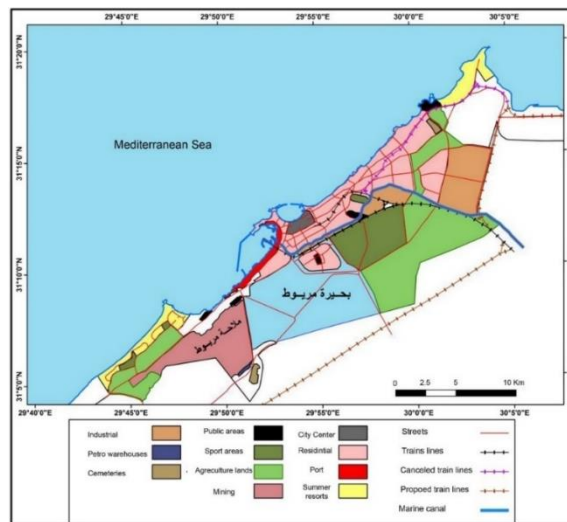 29°45'0"E 29°50'0"E 29°55'0"E 30°0'0"E 30°5'0"E
31°20'0"N
Mediterranean Sea
31°15'0"N
31°10'0"N
بحيرة مريوط
ملاحة مريوط
31°5'0"N
0 2.5 5 10 Km
29°40'0"E 29°45'0"E 29°50'0"E 29°55'0"E 30°0'0"E 30°5'0"E
Industrial Public areas City Center Streets
Petro warehouses Sport areas Residintial Trains lines
Cemeteries Agreculture lands Port Canceled train lines
Mining Summer resorts Propoed train lines
Marine canal